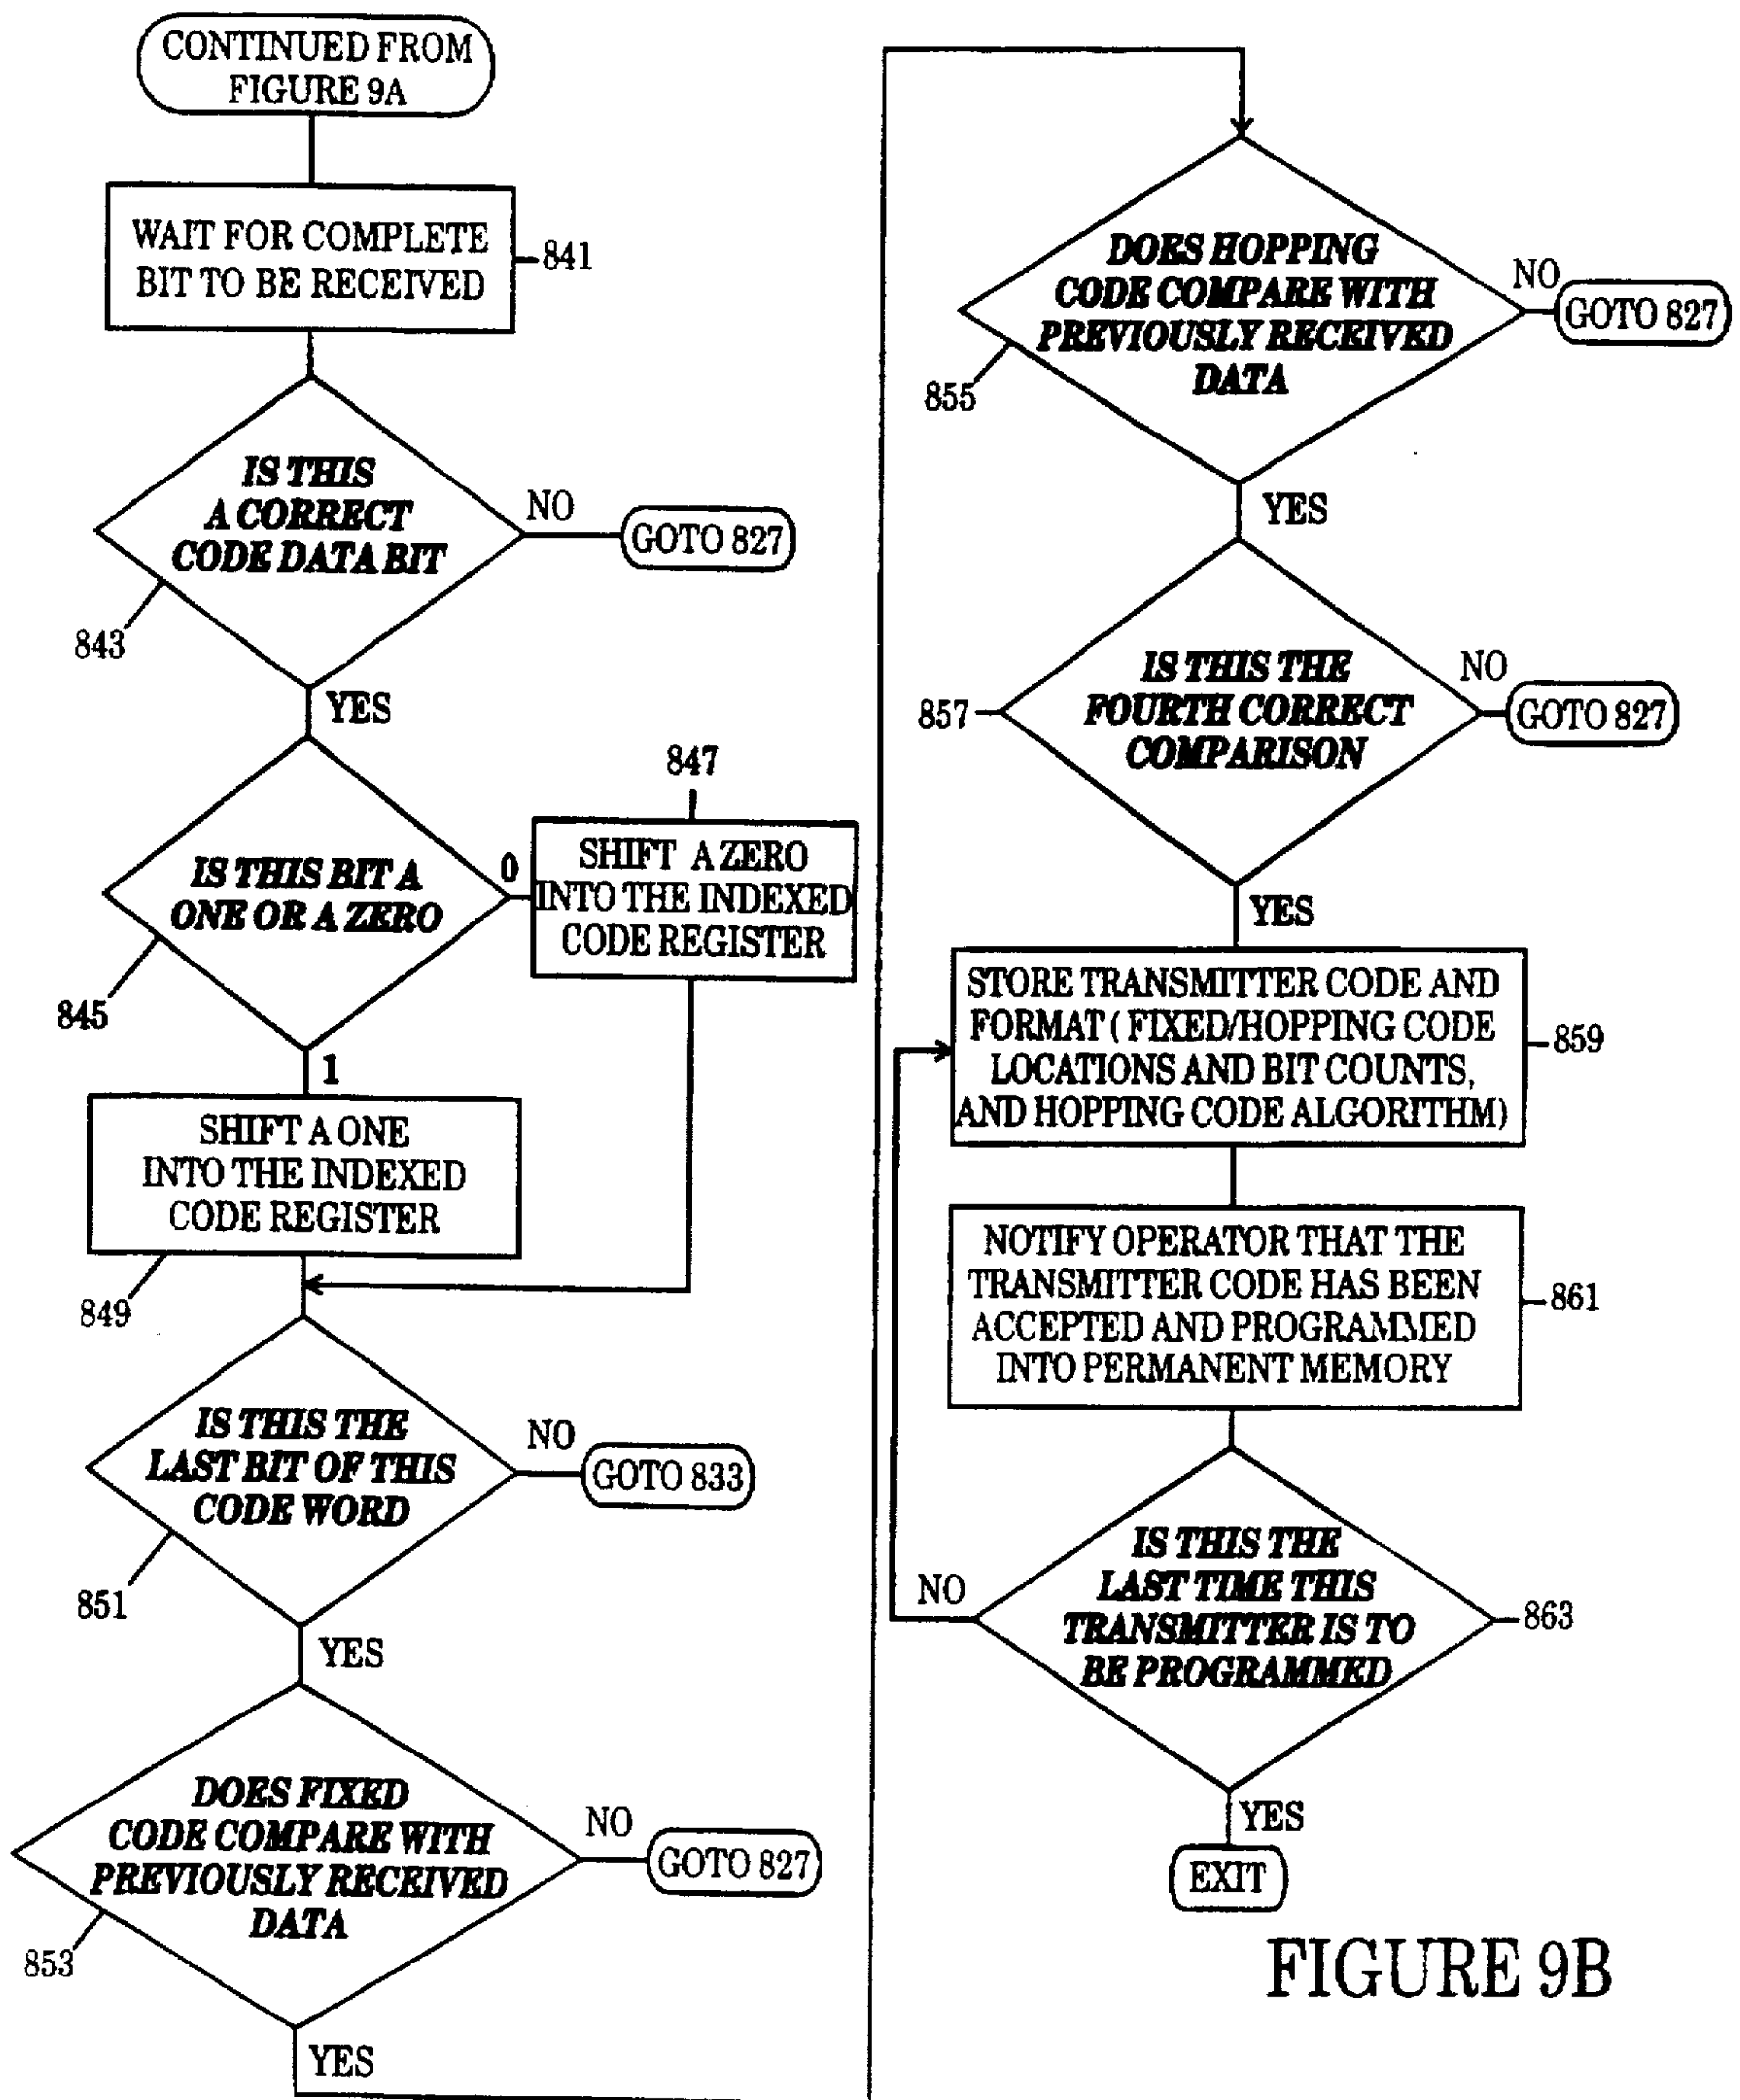 CONTINUED FROM
FIGURE 9A
WAIT FOR COMPLETE
BIT TO BE RECEIVED
841
IS THIS
A CORRECT
CODE DATA BIT
NO
GOTO 827
843
YES
IS THIS BIT A
ONE OR A ZERO
0
845
847
SHIFT A ZERO
INTO THE INDEXED
CODE REGISTER
1
SHIFT A ONE
INTO THE INDEXED
CODE REGISTER
849
IS THIS THE
LAST BIT OF THIS
CODE WORD
NO
GOTO 833
851
YES
DOES FIXED
CODE COMPARE WITH
PREVIOUSLY RECEIVED
DATA
NO
GOTO 827
853
YES
DOES HOPPING
CODE COMPARE WITH
PREVIOUSLY RECEIVED
DATA
NO
GOTO 827
855
YES
IS THIS THE
FOURTH CORRECT
COMPARISON
NO
GOTO 827
857
YES
STORE TRANSMITTER CODE AND
FORMAT ( FIXED/HOPPING CODE
LOCATIONS AND BIT COUNTS,
AND HOPPING CODE ALGORITHM)
859
NOTIFY OPERATOR THAT THE
TRANSMITTER CODE HAS BEEN
ACCEPTED AND PROGRAMMED
INTO PERMANENT MEMORY
861
IS THIS THE
LAST TIME THIS
TRANSMITTER IS TO
BE PROGRAMMED
NO
863
YES
EXIT
FIGURE 9B